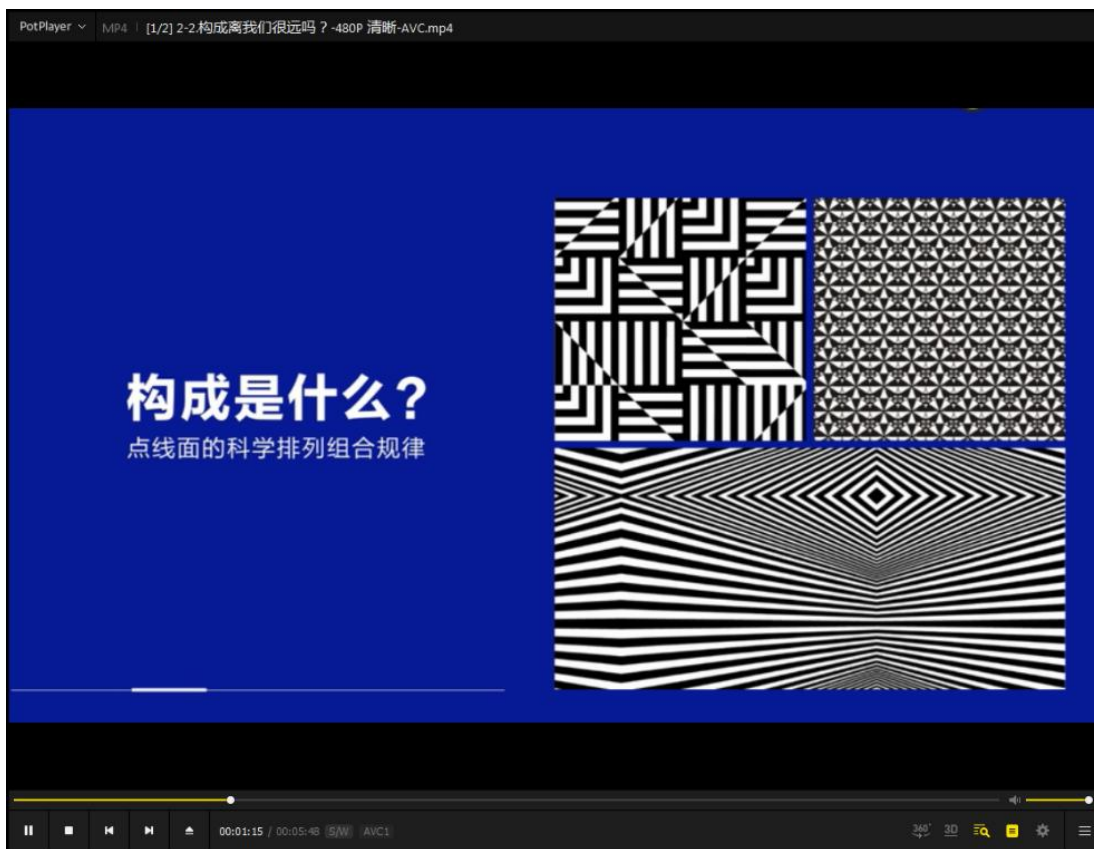 PotPlayer MP4 [1/2] 2-2.构成离我们很远吗？-480P 清晰-AVC.mp4
构成是什么？
点线面的科学排列组合规律
00:01:15 / 00:05:48 S/W AVC1 360° 3D